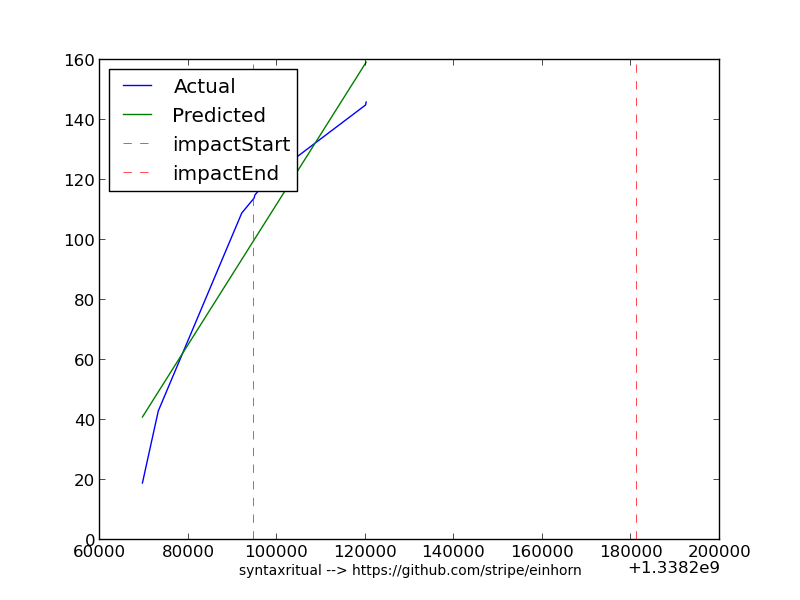 160
140
120
100
80
60
40
20
0
Actual
Predicted
impactStart
impactEnd
60000 80000 100000 120000 140000 160000 180000 200000
+1.3382e9
syntaxritual --> https://github.com/stripe/einhorn